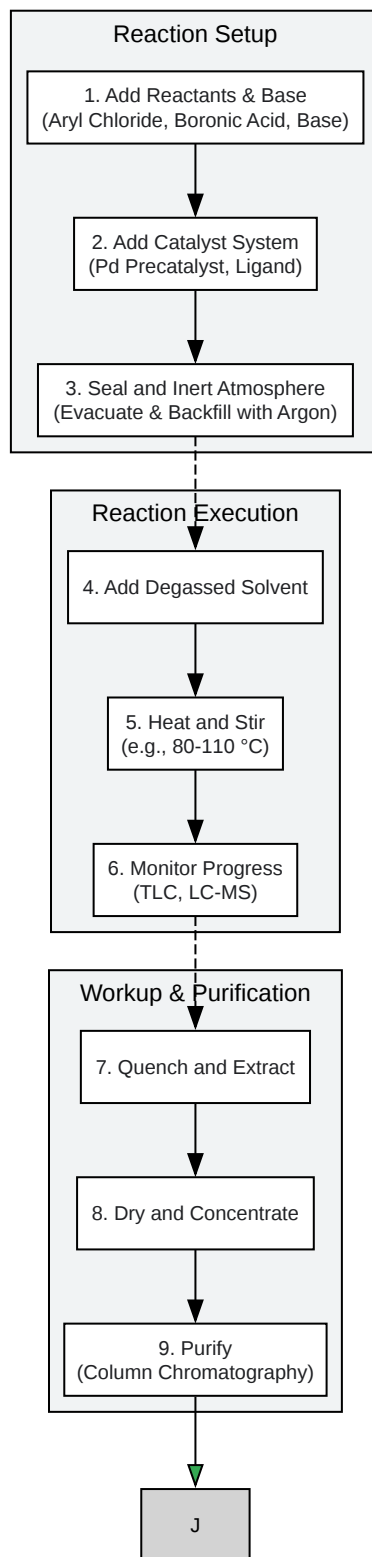 Reaction Setup
1. Add Reactants & Base
(Aryl Chloride, Boronic Acid, Base)
2. Add Catalyst System
(Pd Precatalyst, Ligand)
3. Seal and Inert Atmosphere
(Evacuate & Backfill with Argon)
Reaction Execution
4. Add Degassed Solvent
5. Heat and Stir
(e.g., 80-110 °C)
6. Monitor Progress
(TLC, LC-MS)
Workup & Purification
7. Quench and Extract
8. Dry and Concentrate
9. Purify
(Column Chromatography)
J